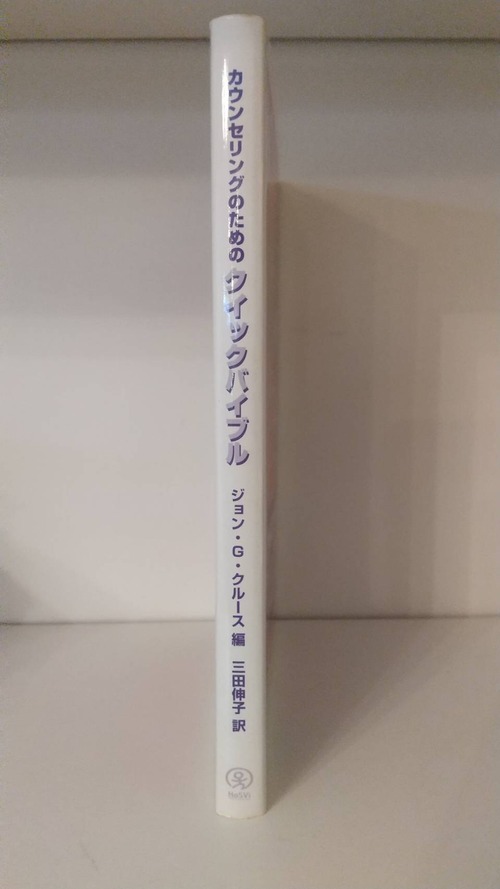 カウンセリングのための クイックバイブル
ジョン・G・クルース 編 三田伸子 訳